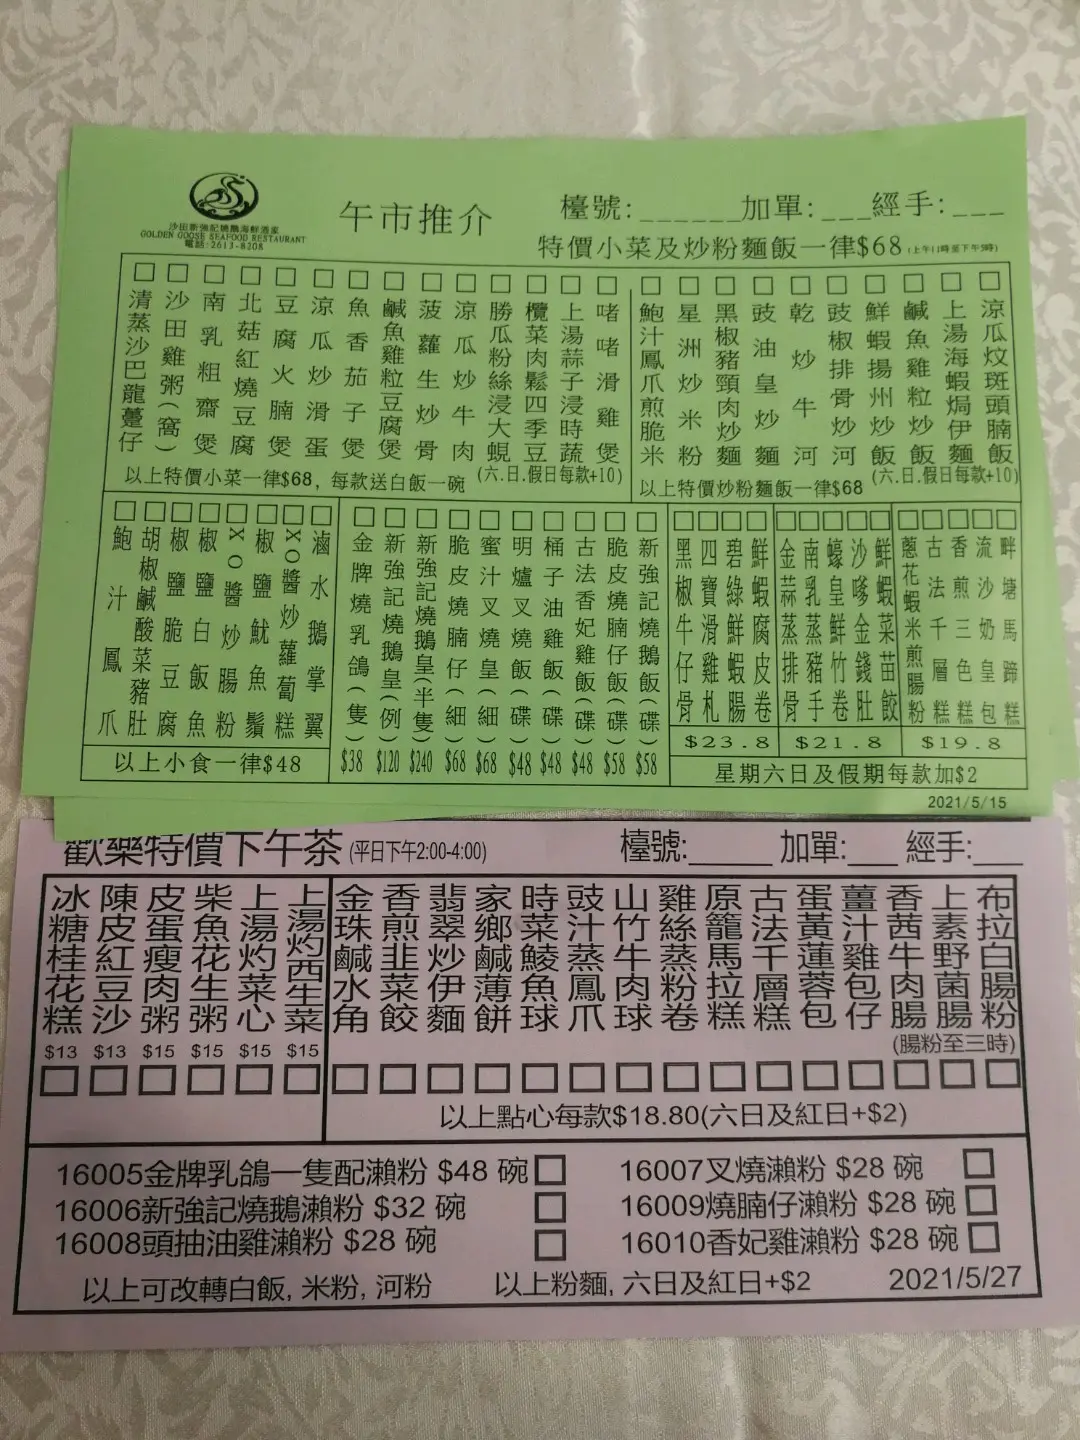 沙田新強記燒鵝海鮮酒家
GOLDEN GOOSE SEAFOOD RESTAURANT
電話:2613-8208
午市推介
檯號:______加單:___經手:___
特價小菜及炒粉麵飯一律$68(上午11時至下午5時)
清蒸沙巴龍躉仔
沙田雞粥(窩)
南乳粗齋煲
北菇紅燒豆腐
豆腐火腩煲
涼瓜炒滑蛋
魚香茄子煲
鹹魚雞粒豆腐煲
菠蘿生炒骨
涼瓜炒牛肉
勝瓜粉絲浸大蜆
欖菜肉鬆四季豆
上湯蒜子浸時蔬
啫啫滑雞煲
以上特價小菜一律$68, 每款送白飯一碗 (六.日.假日每款+10)
鮑汁鳳爪煎脆米
星洲炒米粉
黑椒豬頸肉炒麵
豉油皇炒麵
乾炒牛河
豉椒排骨炒河
鮮蝦揚州炒飯
鹹魚雞粒炒飯
上湯海蝦焗伊麵
涼瓜炆斑頭腩飯
(六.日.假日每款+10)
以上特價炒粉麵飯一律$68
鮑汁鳳爪
胡椒鹹酸菜豬肚
椒鹽脆豆腐
椒鹽白飯魚
XO醬炒腸粉
椒鹽魷魚鬚
XO醬炒蘿蔔糕
滷水鵝掌翼
以上小食一律$48
金牌燒乳鴿(隻) $38
新強記燒鵝皇(例) $120
新強記燒鵝皇(半隻) $240
脆皮燒腩仔(細) $68
蜜汁叉燒皇(細) $68
明爐叉燒飯(碟) $48
桶子油雞飯(碟) $48
古法香妃雞飯(碟) $48
脆皮燒腩仔飯(碟) $58
新強記燒鵝飯(碟) $58
黑椒牛仔骨
四寶滑雞札
碧綠鮮蝦腸
鮮蝦腐皮卷
$23.8
金蒜蒸排骨
南乳蒸豬手
蠔皇鮮竹卷
沙嗲金錢肚
鮮蝦菜苗餃
$21.8
蔥花蝦米煎腸粉
古法千層糕
香煎三色糕
流沙奶皇包
畔塘馬蹄糕
$19.8
星期六日及假期每款加$2
2021/5/15
歡樂特價下午茶 (平日下午2:00-4:00)
檯號:_____ 加單:___ 經手:___
冰糖桂花糕 $13
陳皮紅豆沙 $13
皮蛋瘦肉粥 $15
柴魚花生粥 $15
上湯灼菜心 $15
上湯灼西生菜 $15
金珠鹹水角
香煎韭菜餃
翡翠炒伊麵
家鄉鹹薄餅
時菜鯪魚球
豉汁蒸鳳爪
山竹牛肉球
雞絲蒸粉卷
原籠馬拉糕
古法千層糕
蛋黃蓮蓉包
薑汁雞包仔
香茜牛肉腸
上素野菌腸
布拉白腸粉
(腸粉至三時)
以上點心每款$18.80(六日及紅日+$2)
16005金牌乳鴿一隻配瀨粉 $48 碗
16007叉燒瀨粉 $28 碗
16006新強記燒鵝瀨粉 $32 碗
16009燒腩仔瀨粉 $28 碗
16008頭抽油雞瀨粉 $28 碗
16010香妃雞瀨粉 $28 碗
以上可改轉白飯, 米粉, 河粉
以上粉麵, 六日及紅日+$2
2021/5/27